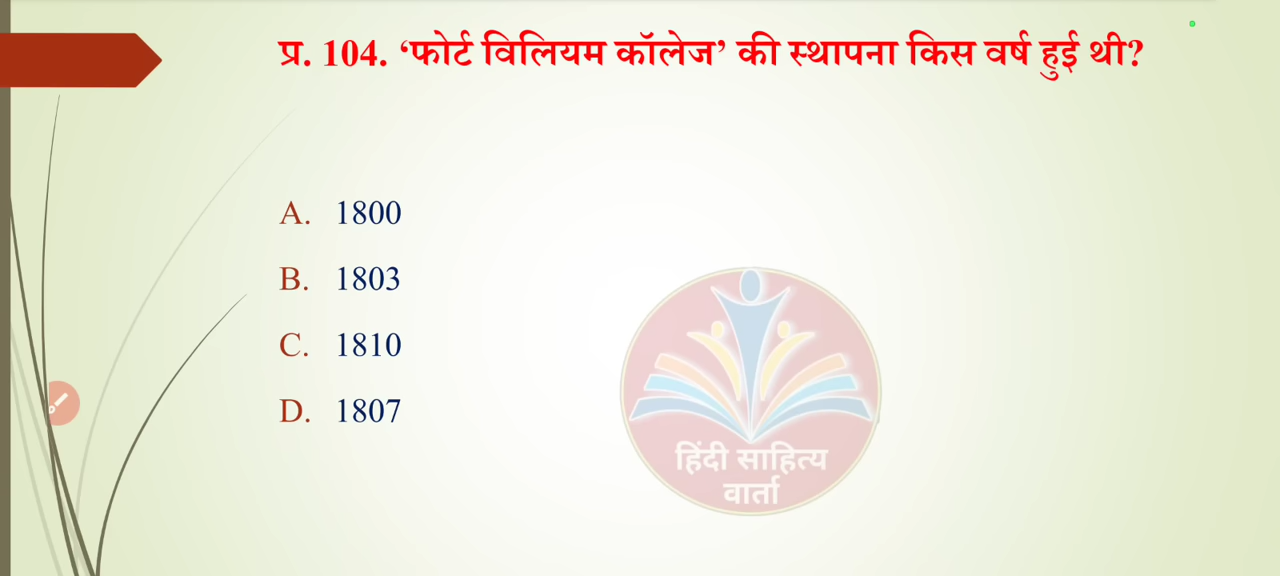 प्र. 104. ‘फोर्ट विलियम कॉलेज’ की स्थापना किस वर्ष हुई थी?
A. 1800
B. 1803
C. 1810
D. 1807
हिंदी साहित्य
वार्ता